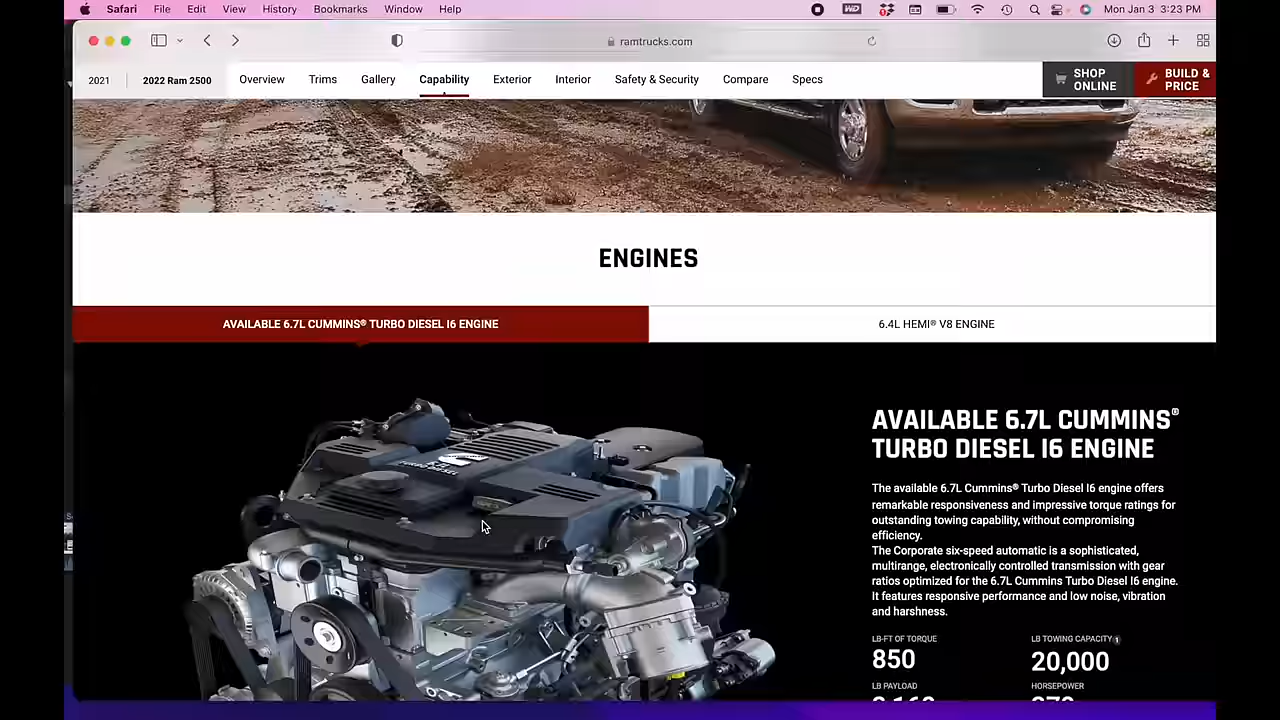 Safari File Edit View History Bookmarks Window Help
Mon Jan 3 3:23 PM
ramtrucks.com
2021 2022 Ram 2500 Overview Trims Gallery Capability Exterior Interior Safety & Security Compare Specs
SHOP
ONLINE
BUILD &
PRICE
ENGINES
AVAILABLE 6.7L CUMMINS® TURBO DIESEL I6 ENGINE
6.4L HEMI® V8 ENGINE
AVAILABLE 6.7L CUMMINS®
TURBO DIESEL I6 ENGINE
The available 6.7L Cummins® Turbo Diesel I6 engine offers
remarkable responsiveness and impressive torque ratings for
outstanding towing capability, without compromising
efficiency.
The Corporate six-speed automatic is a sophisticated,
multirange, electronically controlled transmission with gear
ratios optimized for the 6.7L Cummins Turbo Diesel I6 engine.
It features responsive performance and low noise, vibration
and harshness.
LB-FT OF TORQUE
850
LB TOWING CAPACITY 1
20,000
LB PAYLOAD
HORSEPOWER